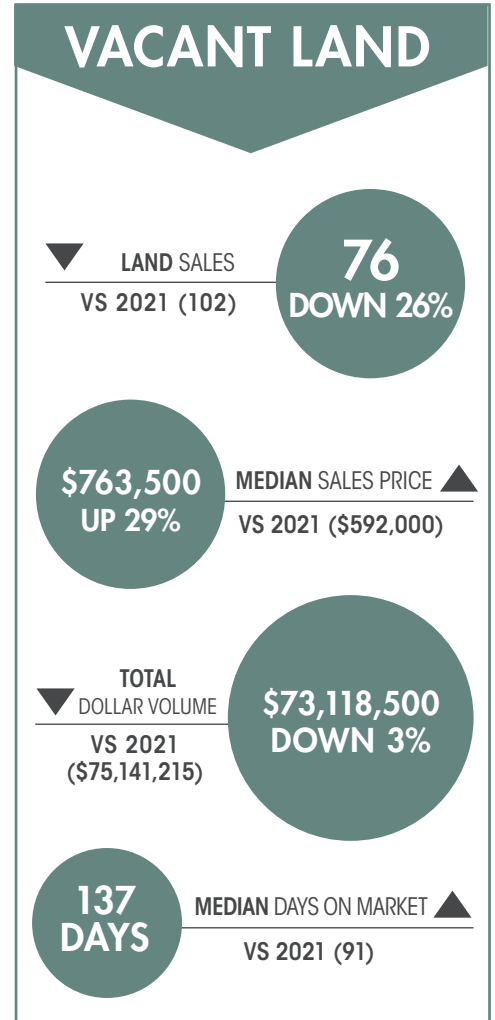 VACANT LAND
LAND SALES
VS 2021 (102)
76
DOWN 26%
$763,500
UP 29%
MEDIAN SALES PRICE
VS 2021 ($592,000)
TOTAL
DOLLAR VOLUME
VS 2021
($75,141,215)
$73,118,500
DOWN 3%
137
DAYS
MEDIAN DAYS ON MARKET
VS 2021 (91)